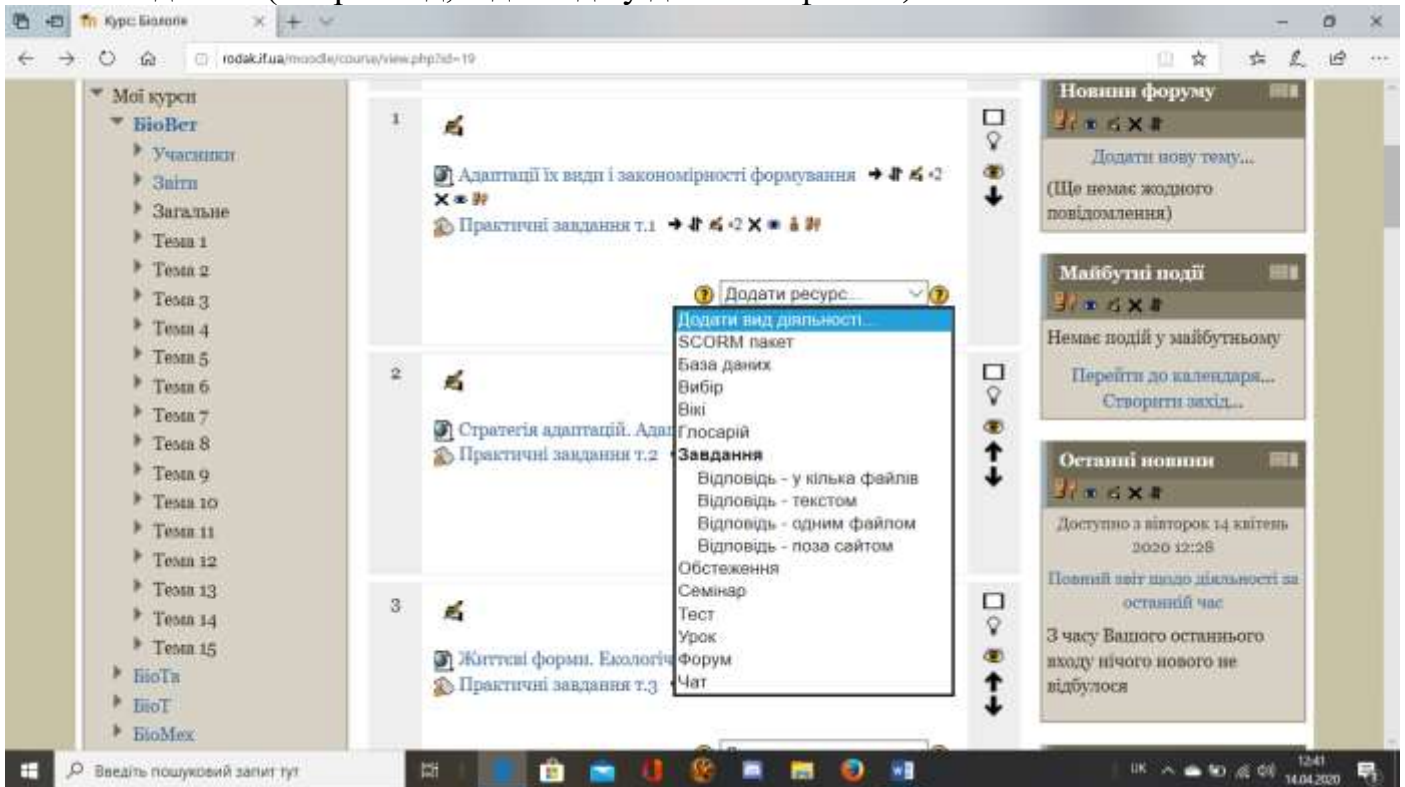 Курс: Біологія
rodak.if.ua/moodle/course/view.php?id=19
Мої курси
БіоВет
Учасники
Звіти
Загальне
Тема 1
Тема 2
Тема 3
Тема 4
Тема 5
Тема 6
Тема 7
Тема 8
Тема 9
Тема 10
Тема 11
Тема 12
Тема 13
Тема 14
Тема 15
БіоТв
БіоТ
БіоМех
1
Адаптації їх види і закономірності формування
Практичні завдання т.1
Додати ресурс...
Додати вид діяльності...
SCORM пакет
База даних
Вибір
Вікі
Глосарій
Завдання
Відповідь - у кілька файлів
Відповідь - текстом
Відповідь - одним файлом
Відповідь - поза сайтом
Обстеження
Семінар
Тест
Урок
Форум
Чат
2
Стратегія адаптацій.
Практичні завдання т.2
3
Життєві форми.
Практичні завдання т.3
Новини форуму
Додати нову тему...
(Ще немає жодного
повідомлення)
Майбутні події
Немає подій у майбутньому
Перейти до календаря...
Створити захід...
Останні новини
Доступно з вівторок 14 квітень
2020 12:28
Повний звіт щодо діяльності за
останній час
З часу Вашого останнього
входу нічого нового не
відбулося
Введіть пошуковий запит тут
UK
12:41
14.04.2020